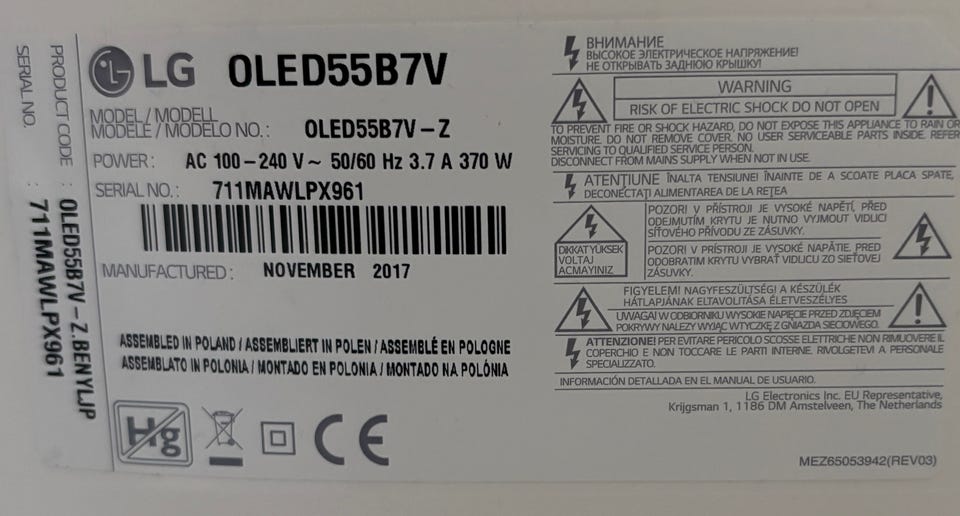 PRODUCT CODE : OLED55B7V-Z.BENYLJP
SERIAL NO. : 711MAWLPX961
LG OLED55B7V
MODEL / MODELL
MODÈLE / MODELO NO. : OLED55B7V-Z
POWER : AC 100-240 V ~ 50/60 Hz 3.7 A 370 W
SERIAL NO. : 711MAWLPX961
MANUFACTURED : NOVEMBER 2017
ASSEMBLED IN POLAND / ASSEMBLIERT IN POLEN / ASSEMBLÉ EN POLOGNE
ASSEMBLATO IN POLONIA / MONTADO EN POLONIA / MONTADO NA POLÓNIA
Hg
CE
ВНИМАНИЕ
ВЫСОКОЕ ЭЛЕКТРИЧЕСКОЕ НАПРЯЖЕНИЕ!
НЕ ОТКРЫВАТЬ ЗАДНЮЮ КРЫШКУ!
WARNING
RISK OF ELECTRIC SHOCK DO NOT OPEN
TO PREVENT FIRE OR SHOCK HAZARD, DO NOT EXPOSE THIS APPLIANCE TO RAIN OR
MOISTURE. DO NOT REMOVE COVER. NO USER SERVICEABLE PARTS INSIDE. REFER
SERVICING TO QUALIFIED SERVICE PERSON.
DISCONNECT FROM MAINS SUPPLY WHEN NOT IN USE.
ATENŢIUNE ÎNALTA TENSIUNE! ÎNAINTE DE A SCOATE PLACA SPATE,
DECONECTAŢI ALIMENTAREA DE LA REŢEA
DIKKAT YÜKSEK
VOLTAJ
AÇMAYINIZ
POZOR! V PŘÍSTROJI JE VYSOKÉ NAPĚTÍ, PŘED
ODEJMUTÍM KRYTU JE NUTNO VYJMOUT VIDLICI
SÍŤOVÉHO PŘÍVODU ZE ZÁSUVKY.
POZOR! V PRÍSTROJI JE VYSOKÉ NAPÄTIE. PRED
ODOBRATIM KRYTU VYBRAŤ VIDLICU ZO SIEŤOVEJ
ZÁSUVKY.
FIGYELEM! NAGYFESZÜLTSÉG! A KÉSZÜLÉK
HÁTLAPJÁNAK ELTAVOLÍTÁSA ÉLETVESZÉLYES
UWAGA! W ODBIORNIKU WYSOKIE NAPIĘCIE PRZED ZDJĘCIEM
POKRYWY NALEŻY WYJĄĆ WTYCZKĘ Z GNIAZDA SIECIOWEGO.
ATTENZIONE! PER EVITARE PERICOLO SCOSSE ELETTRICHE NON RIMUOVERE IL
COPERCHIO E NON TOCCARE LE PARTI INTERNE. RIVOLGETEVI A PERSONALE
SPECIALIZZATO.
INFORMACIÓN DETALLADA EN EL MANUAL DE USUARIO.
LG Electronics Inc. EU Representative,
Krijgsman 1, 1186 DM Amstelveen, The Netherlands
MEZ65053942(REV03)